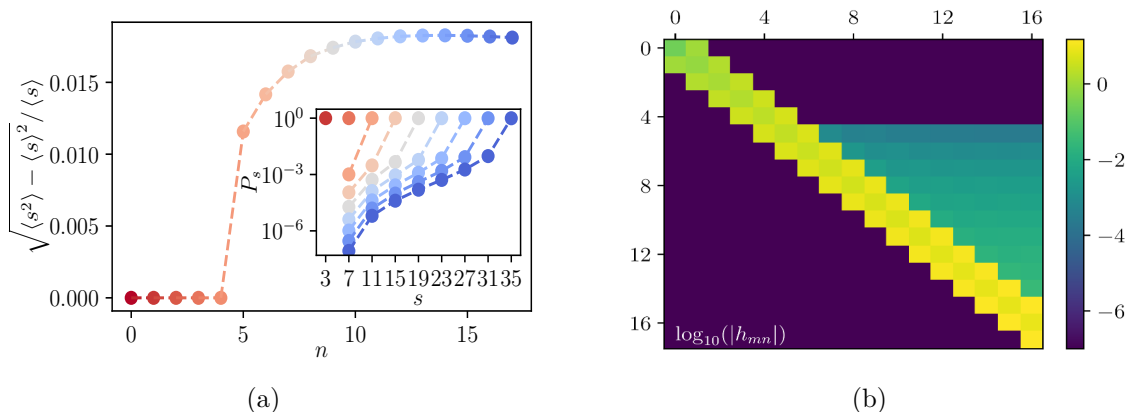 0 4 8 12 16
0.015
0.010
0.005
0.000
√⟨s²⟩ − ⟨s⟩² / ⟨s⟩
0 5 10 15
n
10⁰
10⁻³
10⁻⁶
P_s
3 7 11 15 19 23 27 31 35
s
0
4
8
12
16
log₁₀(|h_mn|)
0
−2
−4
−6
(a) (b)